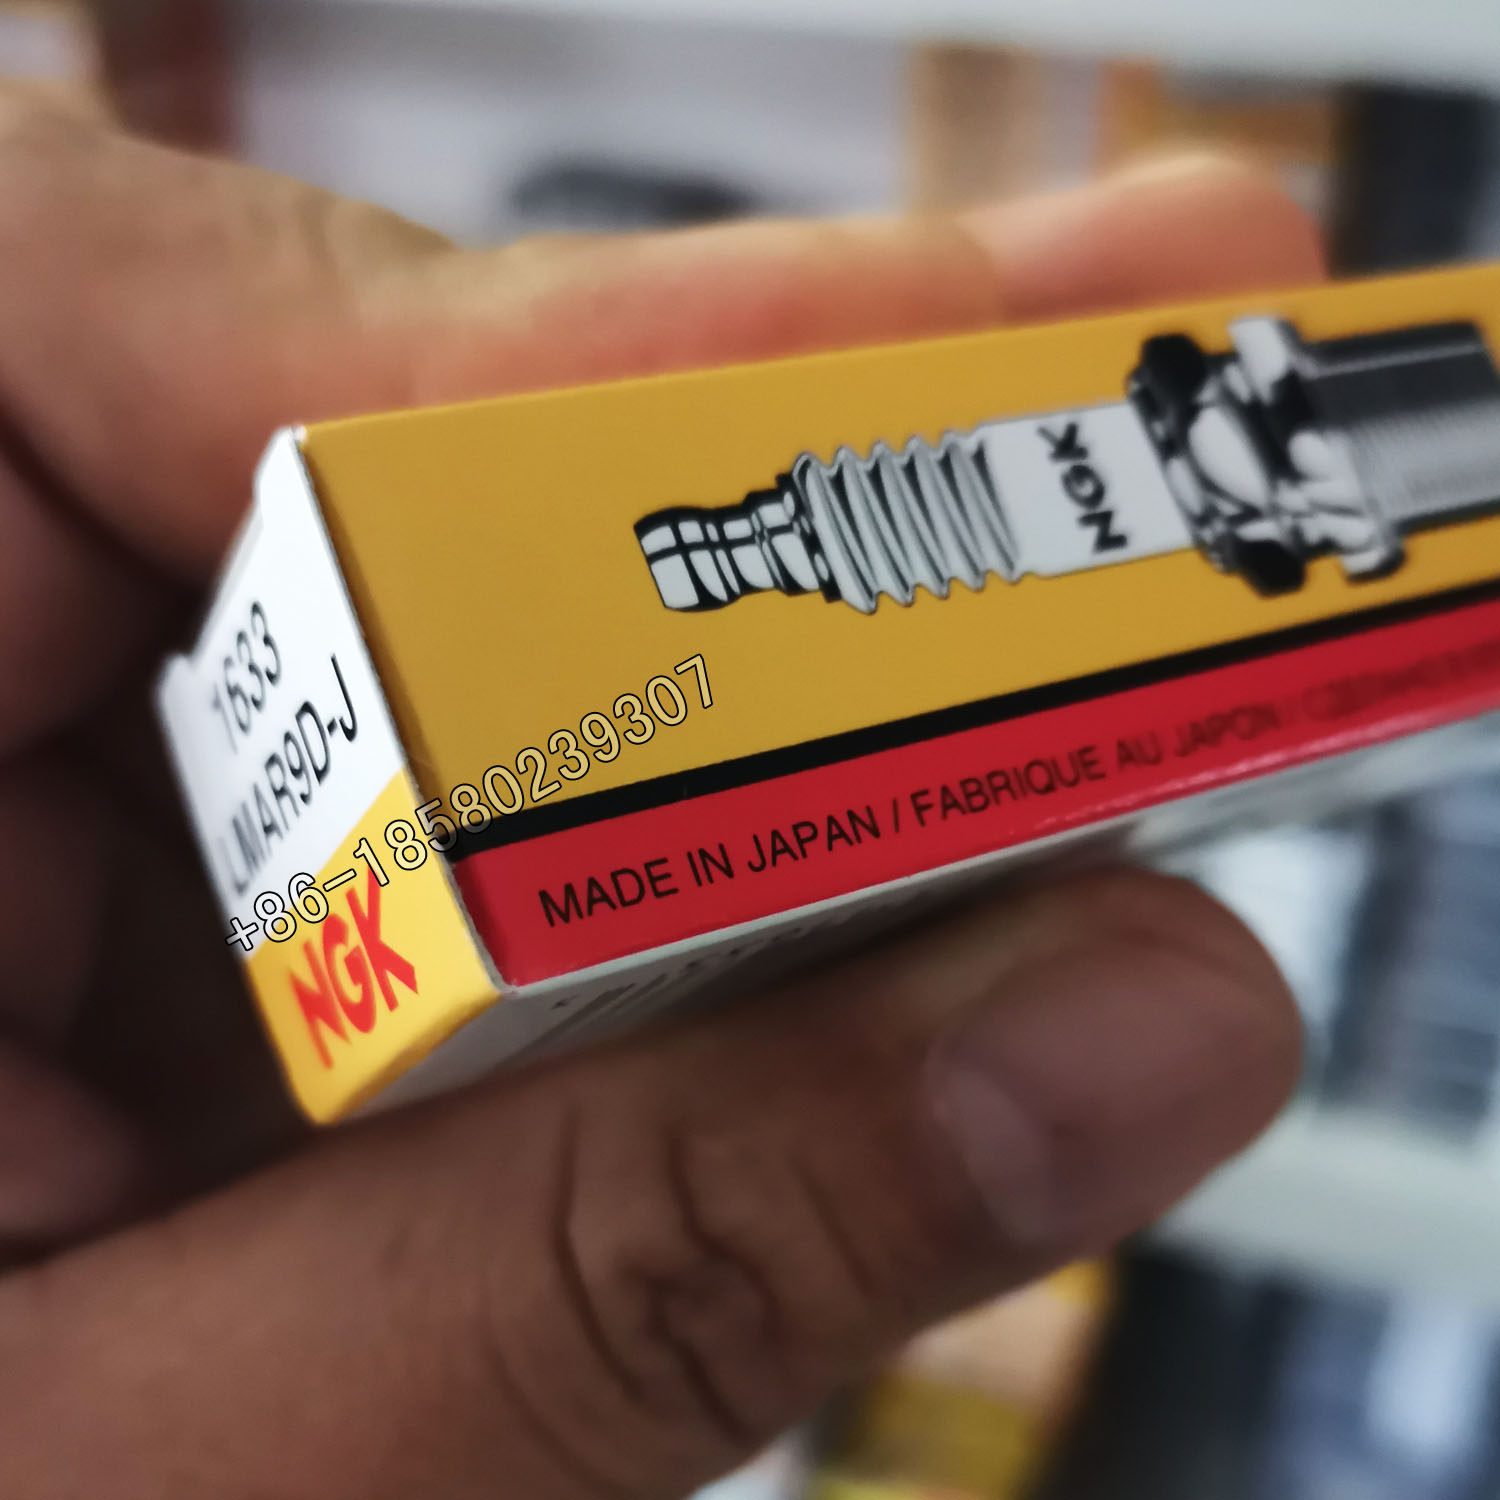 NGK
1633
LMAR9D-J
+86-18580239307
NGK
MADE IN JAPAN / FABRIQUE AU JAPON /